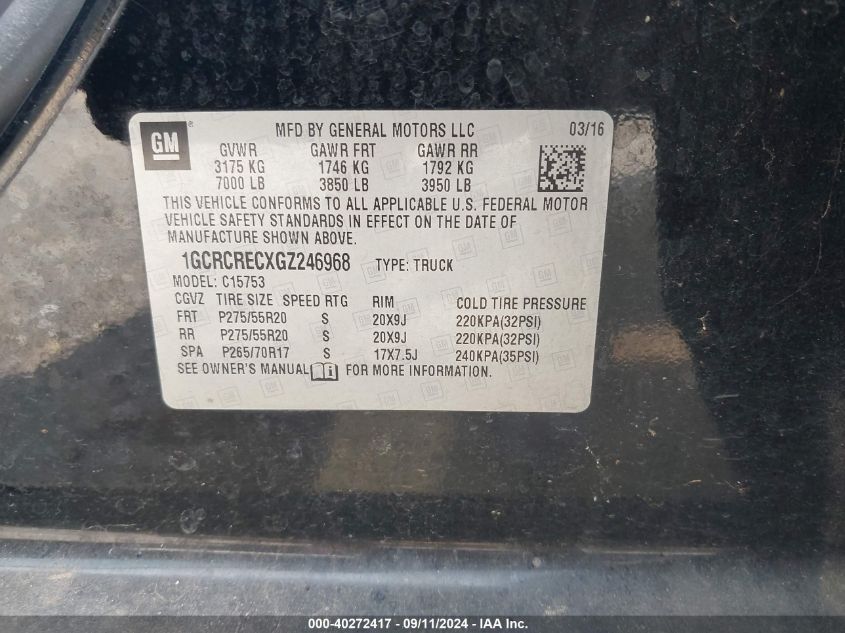 GM ®
MFD BY GENERAL MOTORS LLC 03/16
GVWR GAWR FRT GAWR RR
3175 KG 1746 KG 1792 KG
7000 LB 3850 LB 3950 LB
THIS VEHICLE CONFORMS TO ALL APPLICABLE U.S. FEDERAL MOTOR
VEHICLE SAFETY STANDARDS IN EFFECT ON THE DATE OF
MANUFACTURE SHOWN ABOVE.
1GCRCRECXGZ246968 TYPE: TRUCK
MODEL: C15753
CGVZ TIRE SIZE SPEED RTG RIM COLD TIRE PRESSURE
FRT P275/55R20 S 20X9J 220KPA(32PSI)
RR P275/55R20 S 20X9J 220KPA(32PSI)
SPA P265/70R17 S 17X7.5J 240KPA(35PSI)
SEE OWNER'S MANUAL FOR MORE INFORMATION.
000-40272417 - 09/11/2024 - IAA Inc.